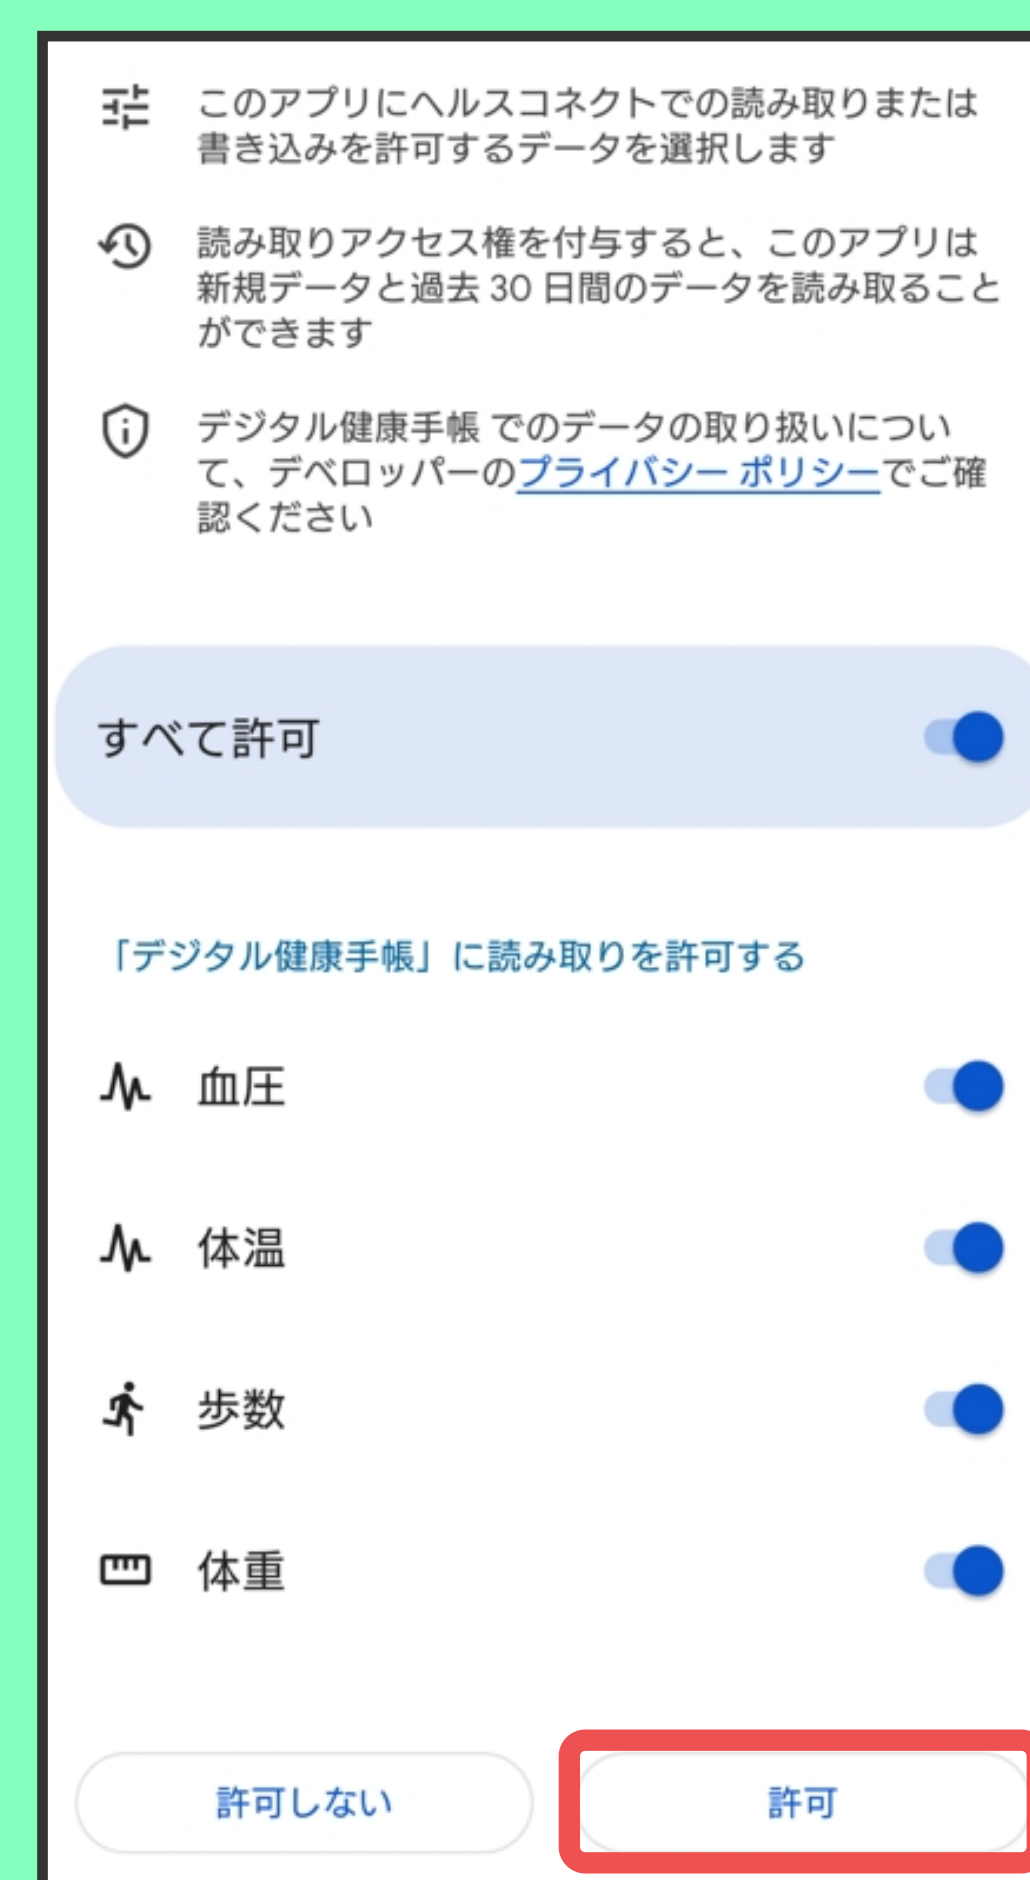 このアプリにヘルスコネクトでの読み取りまたは
書き込みを許可するデータを選択します
読み取りアクセス権を付与すると、このアプリは
新規データと過去 30 日間のデータを読み取ること
ができます
デジタル健康手帳 でのデータの取り扱いについ
て、デベロッパーのプライバシー ポリシーでご確
認ください
すべて許可
「デジタル健康手帳」に読み取りを許可する
血圧
体温
歩数
体重
許可しない
許可